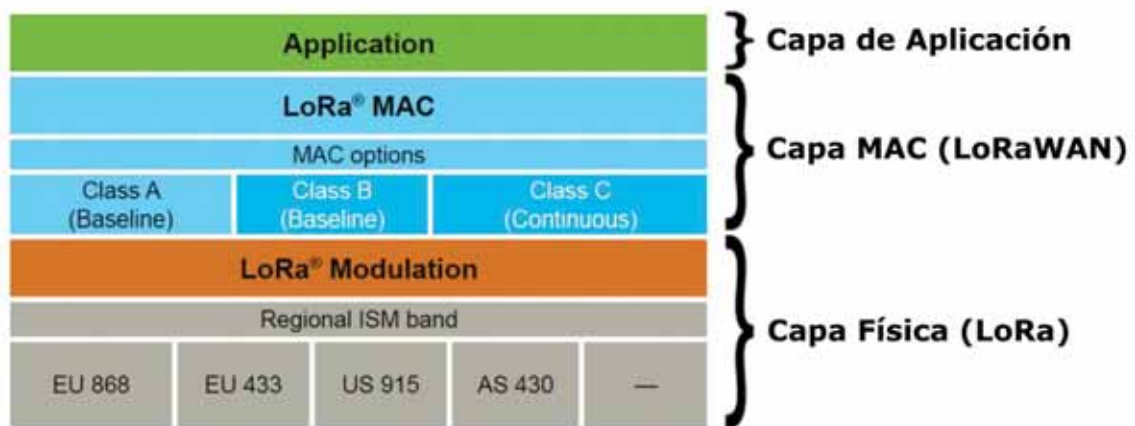 Application
Capa de Aplicación
LoRa® MAC
MAC options
Class A
(Baseline)
Class B
(Baseline)
Class C
(Continuous)
Capa MAC (LoRaWAN)
LoRa® Modulation
Regional ISM band
EU 868
EU 433
US 915
AS 430
—
Capa Física (LoRa)